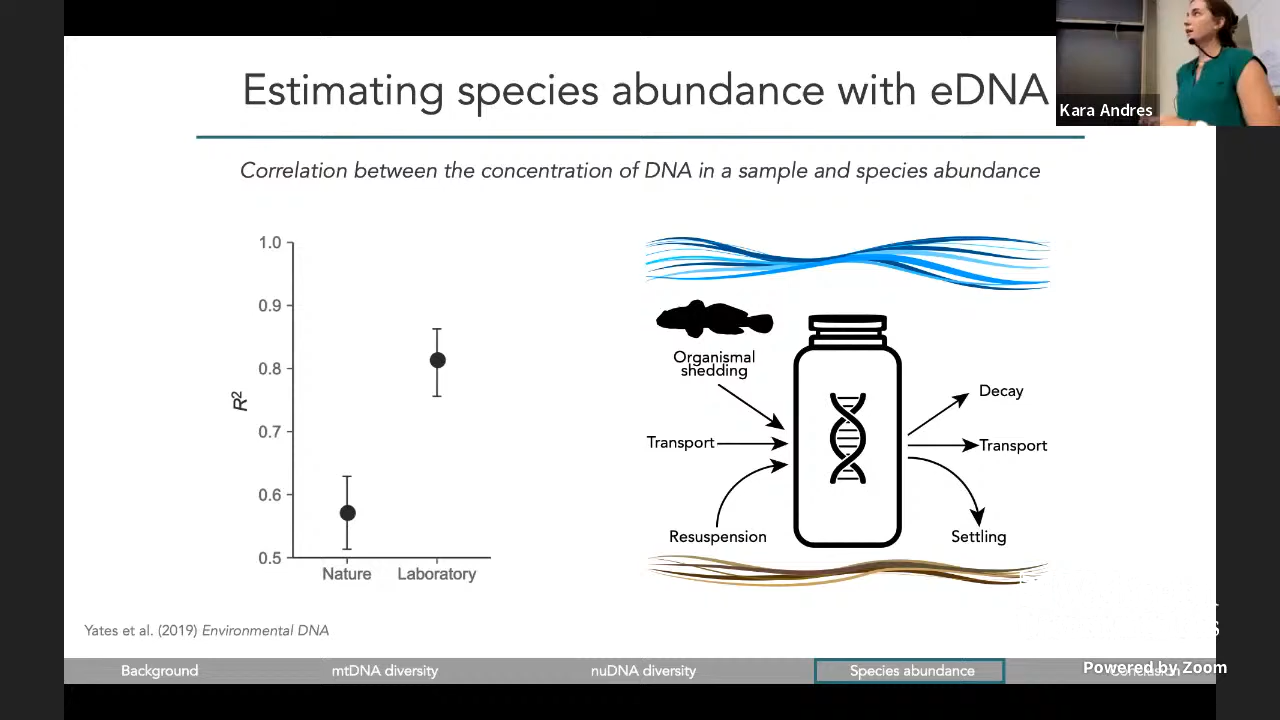 Estimating species abundance with eDNA
Kara Andres
Correlation between the concentration of DNA in a sample and species abundance
1.0
0.9
0.8
0.7
0.6
0.5
R²
Nature
Laboratory
Organismal
shedding
Transport
Resuspension
Decay
Transport
Settling
Yates et al. (2019) Environmental DNA
Background
mtDNA diversity
nuDNA diversity
Species abundance
Conclusion
Powered by Zoom